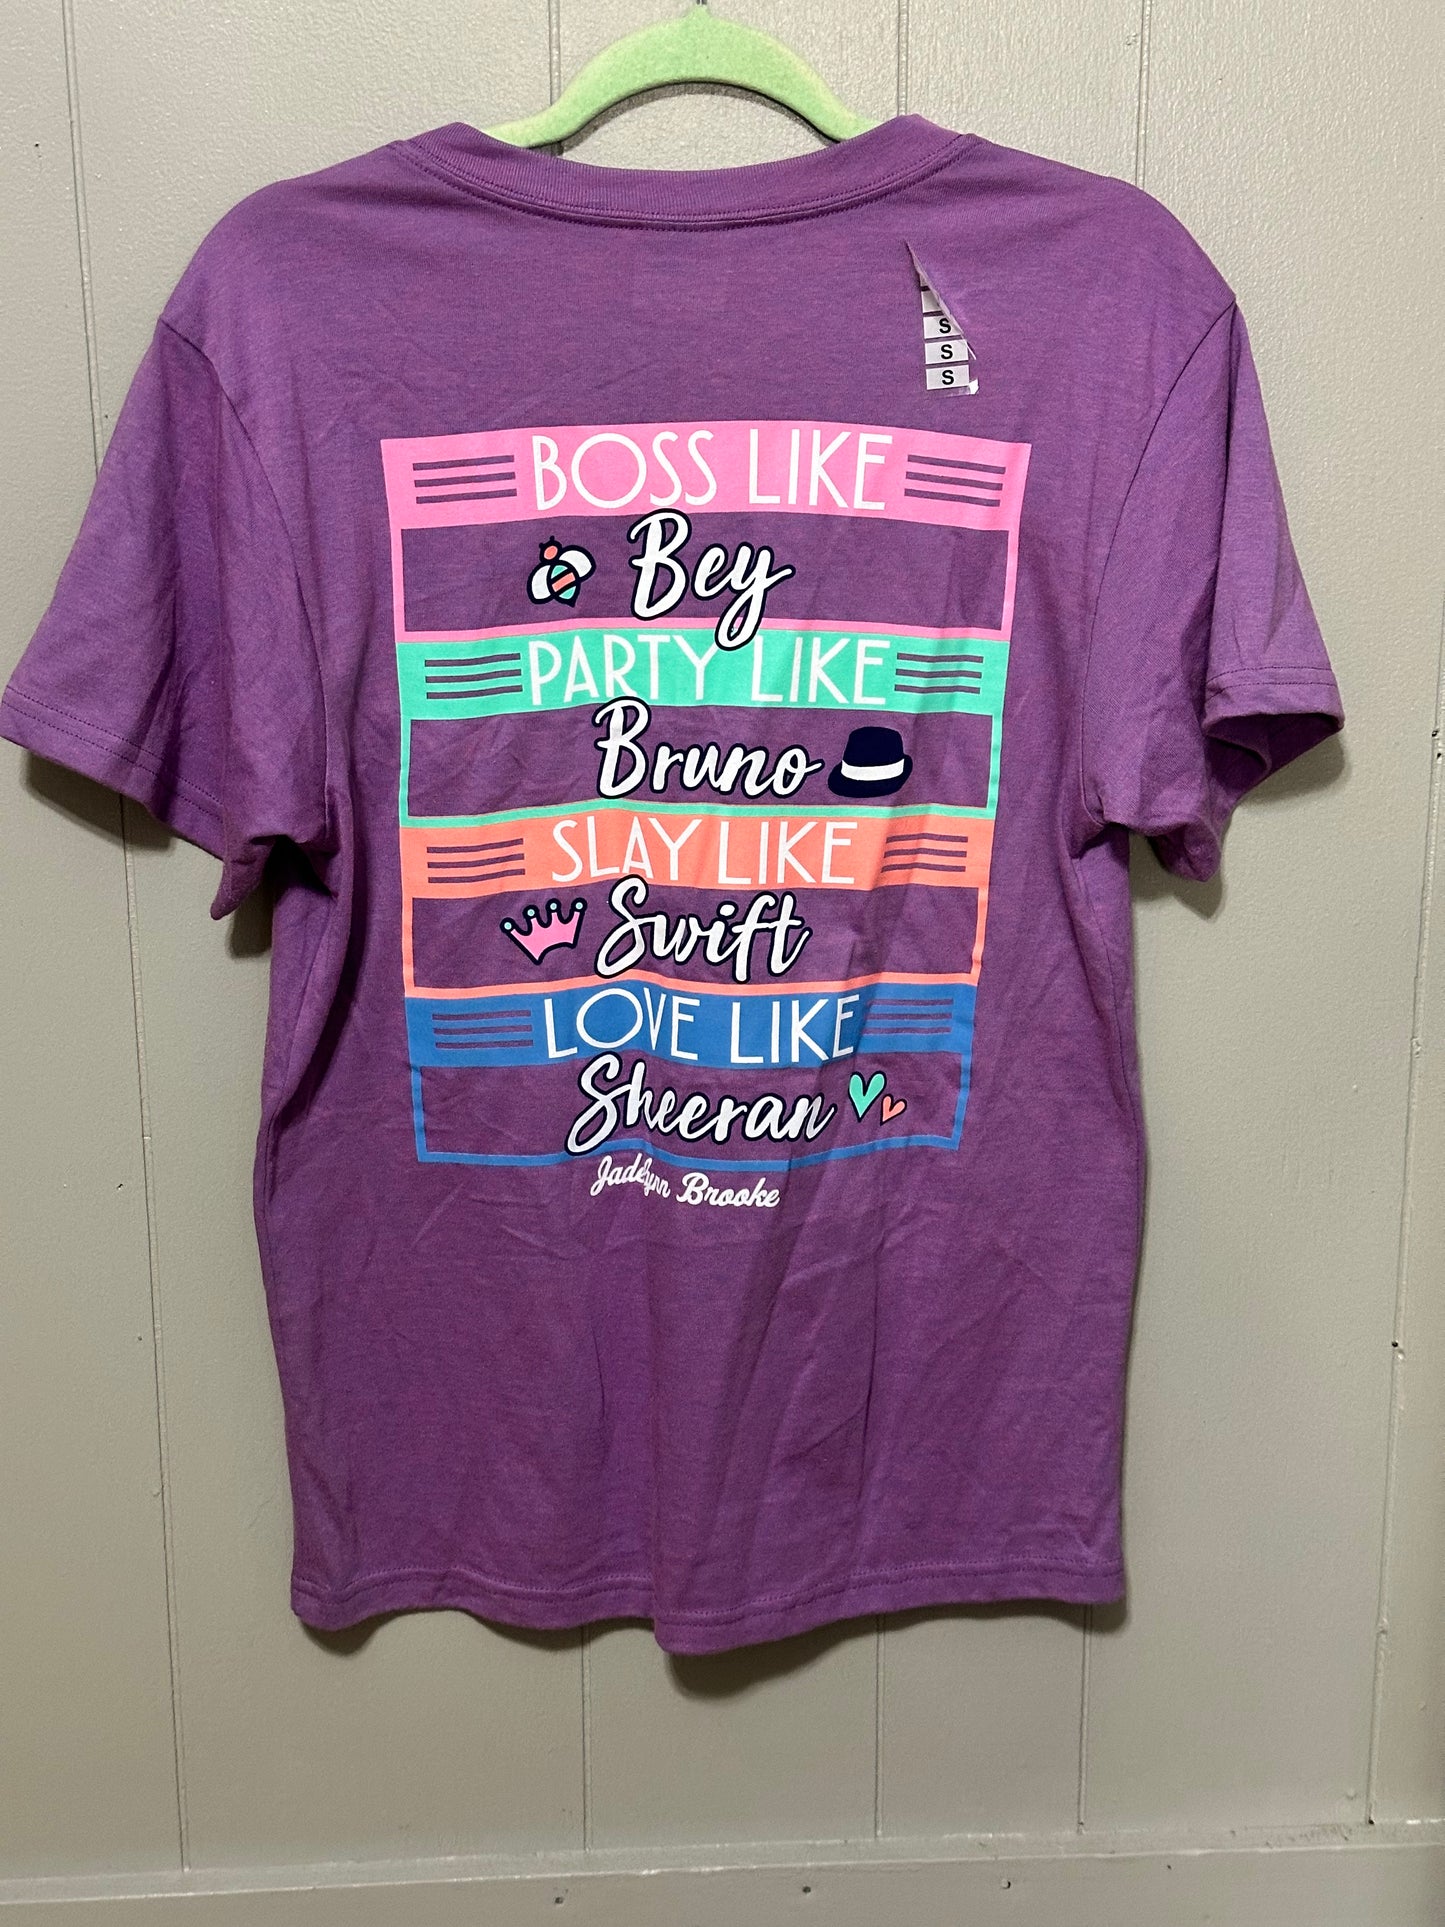 S
S
S
BOSS LIKE
Bey
PARTY LIKE
Bruno
SLAY LIKE
Swift
LOVE LIKE
Sheeran
Jadelynn Brooke